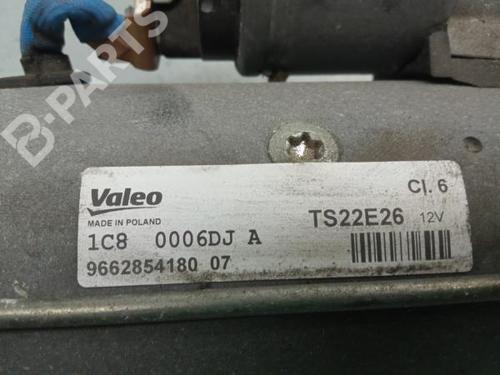 B-PARTS
Valeo
MADE IN POLAND
Cl. 6
TS22E26 12V
1C8 0006DJ A
9662854180 07